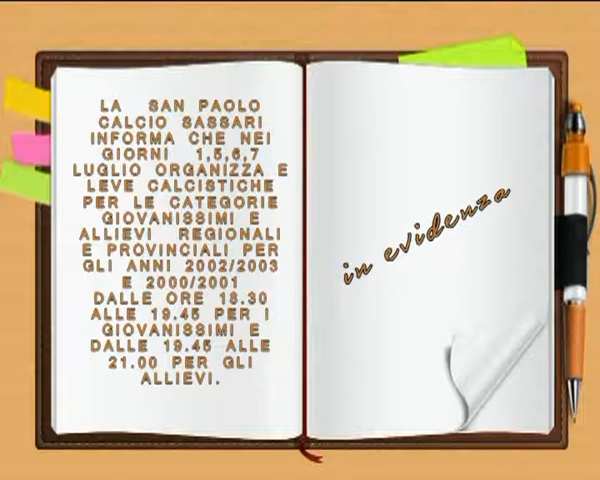 LA SAN PAOLO
CALCIO SASSARI
INFORMA CHE NEI
GIORNI 1,5,6,7
LUGLIO ORGANIZZA E
LEVE CALCISTICHE
PER LE CATEGORIE
GIOVANISSIMI E
ALLIEVI REGIONALI
E PROVINCIALI PER
GLI ANNI 2002/2003
E 2000/2001
DALLE ORE 18.30
ALLE 19.45 PER I
GIOVANISSIMI E
DALLE 19.45 ALLE
21.00 PER GLI
ALLIEVI.
in evidenza